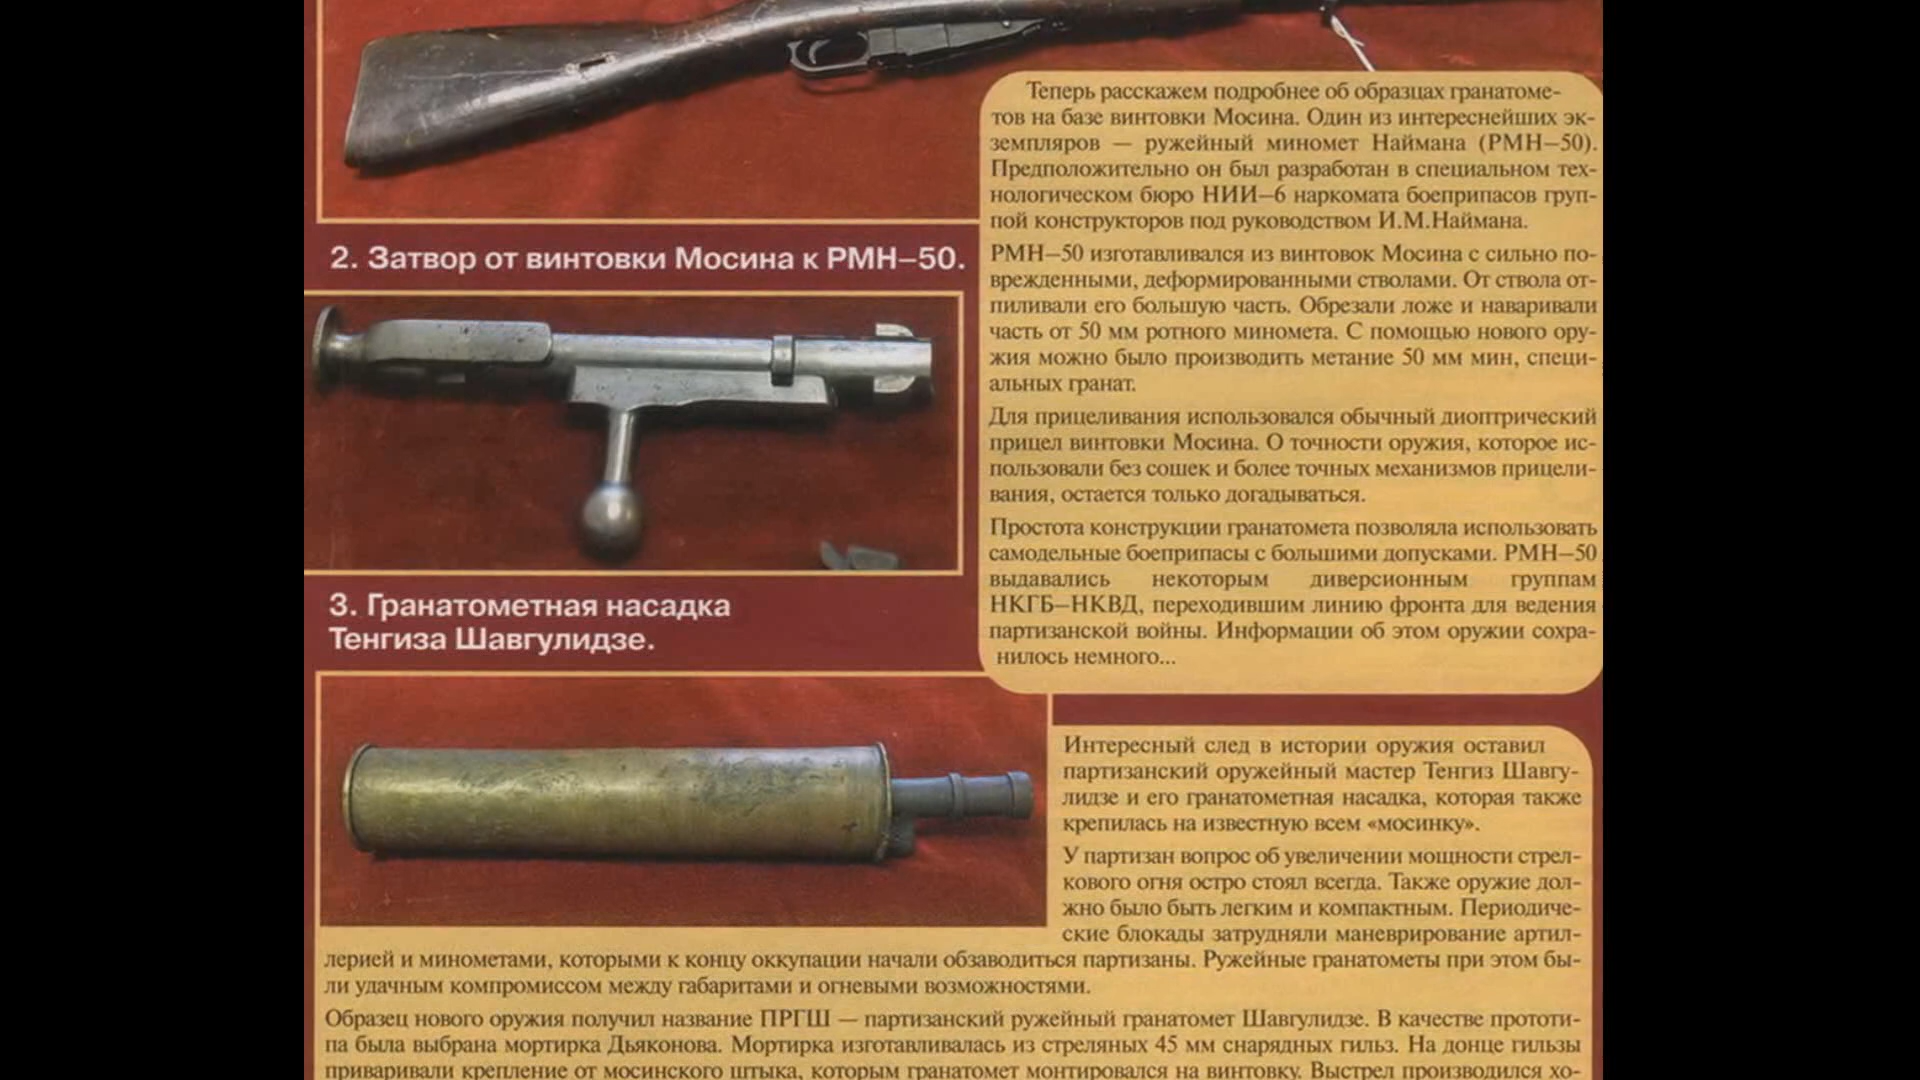 Теперь расскажем подробнее об образцах гранатоме-
тов на базе винтовки Мосина. Один из интереснейших эк-
земпляров — ружейный миномет Наймана (РМН–50).
Предположительно он был разработан в специальном тех-
нологическом бюро НИИ–6 наркомата боеприпасов груп-
пой конструкторов под руководством И.М.Наймана.
РМН–50 изготавливался из винтовок Мосина с сильно по-
врежденными, деформированными стволами. От ствола от-
пиливали его большую часть. Обрезали ложе и наваривали
часть от 50 мм ротного миномета. С помощью нового ору-
жия можно было производить метание 50 мм мин, специ-
альных гранат.
Для прицеливания использовался обычный диоптрический
прицел винтовки Мосина. О точности оружия, которое ис-
пользовали без сошек и более точных механизмов прицели-
вания, остается только догадываться.
Простота конструкции гранатомета позволяла использовать
самодельные боеприпасы с большими допусками. РМН–50
выдавались некоторым диверсионным группам
НКГБ–НКВД, переходившим линию фронта для ведения
партизанской войны. Информации об этом оружии сохра-
нилось немного...
2. Затвор от винтовки Мосина к РМН–50.
3. Гранатометная насадка
Тенгиза Шавгулидзе.
Интересный след в истории оружия оставил
партизанский оружейный мастер Тенгиз Шавгу-
лидзе и его гранатометная насадка, которая также
крепилась на известную всем «мосинку».
У партизан вопрос об увеличении мощности стрел-
кового огня остро стоял всегда. Также оружие дол-
жно было быть легким и компактным. Периодиче-
ские блокады затрудняли маневрирование артил-
лерией и минометами, которыми к концу оккупации начали обзаводиться партизаны. Ружейные гранатометы при этом бы-
ли удачным компромиссом между габаритами и огневыми возможностями.
Образец нового оружия получил название ПРГШ — партизанский ружейный гранатомет Шавгулидзе. В качестве прототи-
па была выбрана мортирка Дьяконова. Мортирка изготавливалась из стреляных 45 мм снарядных гильз. На донце гильзы
приваривали крепление от мосинского штыка, которым гранатомет монтировался на винтовку. Выстрел производился хо-